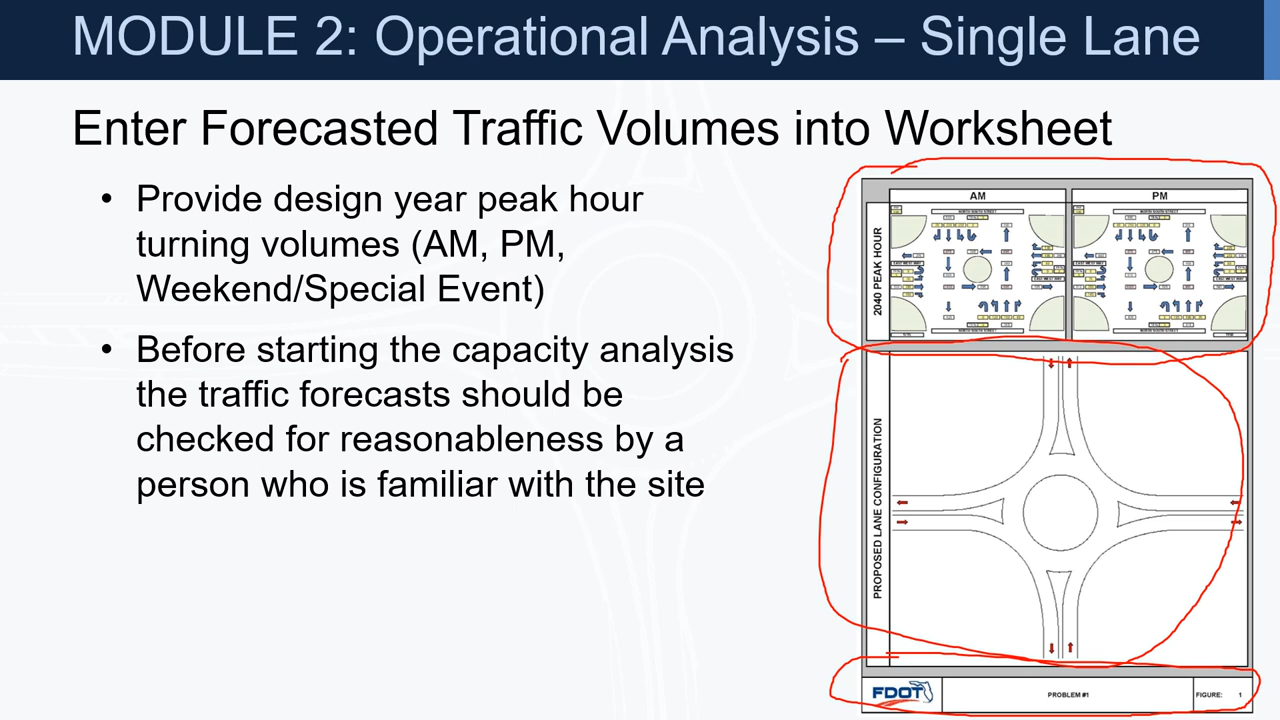 MODULE 2: Operational Analysis – Single Lane
Enter Forecasted Traffic Volumes into Worksheet
• Provide design year peak hour
turning volumes (AM, PM,
Weekend/Special Event)
• Before starting the capacity analysis
the traffic forecasts should be
checked for reasonableness by a
person who is familiar with the site
AM
PM
2040 PEAK HOUR
PROPOSED LANE CONFIGURATION
FDOT
PROBLEM #1
FIGURE: 1